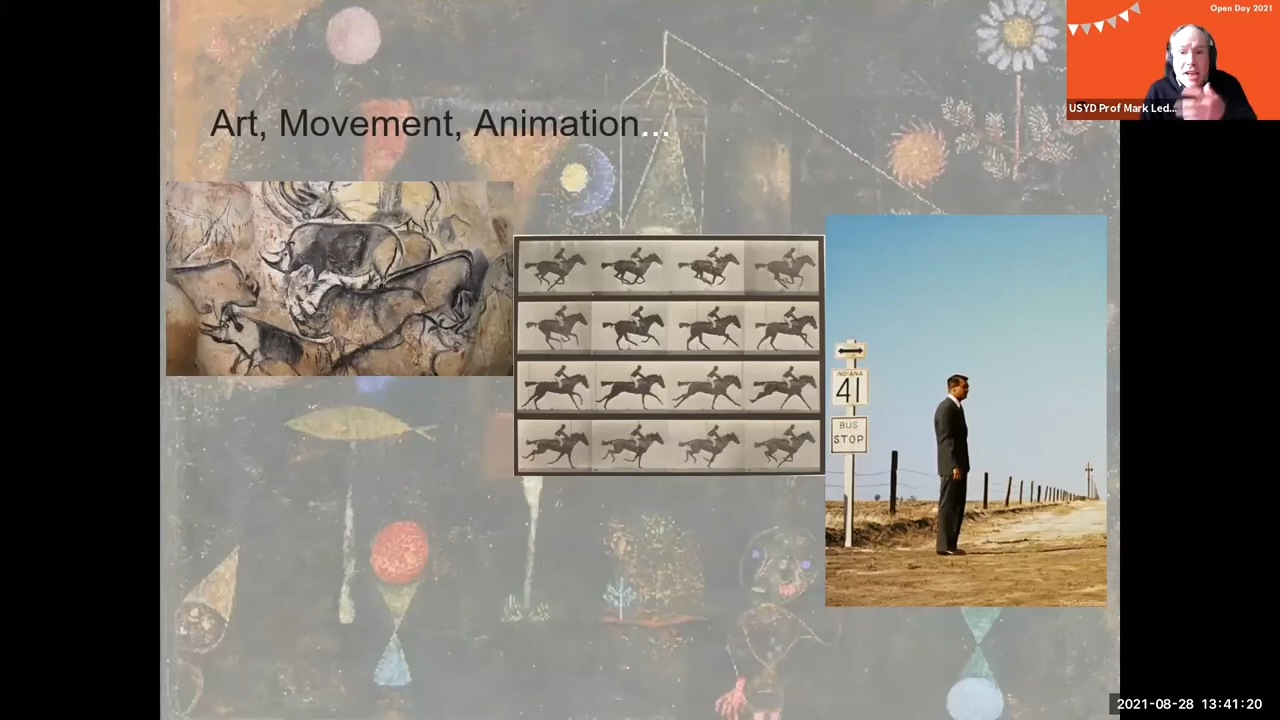 Open Day 2021
USYD Prof Mark Led...
Art, Movement, Animation...
INDIANA
41
BUS
STOP
2021-08-28 13:41:20